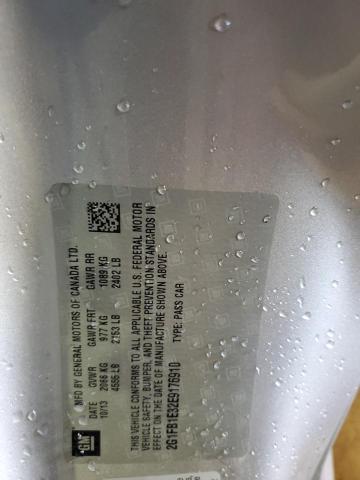 MFD BY GENERAL MOTORS OF CANADA LTD.
DATE GVWR GAWR FRT GAWR RR
10/13 2066 KG 977 KG 1089 KG
4555 LB 2153 LB 2402 LB
THIS VEHICLE CONFORMS TO ALL APPLICABLE U.S. FEDERAL MOTOR
VEHICLE SAFETY, BUMPER, AND THEFT PREVENTION STANDARDS IN
EFFECT ON THE DATE OF MANUFACTURE SHOWN ABOVE.
2G1FB1E32E9176910 TYPE: PASS CAR
GM